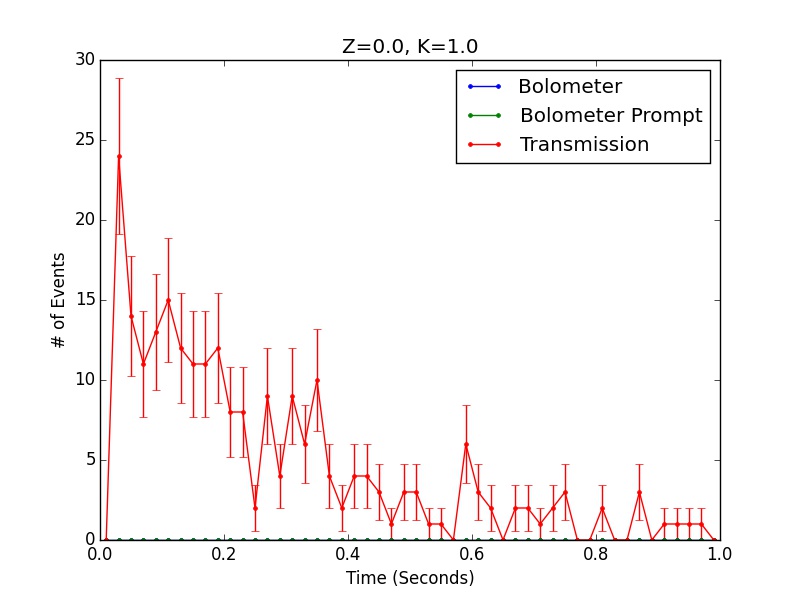 Z=0.0, K=1.0
Bolometer
Bolometer Prompt
Transmission
30
25
20
15
10
5
0
# of Events
0.0 0.2 0.4 0.6 0.8 1.0
Time (Seconds)